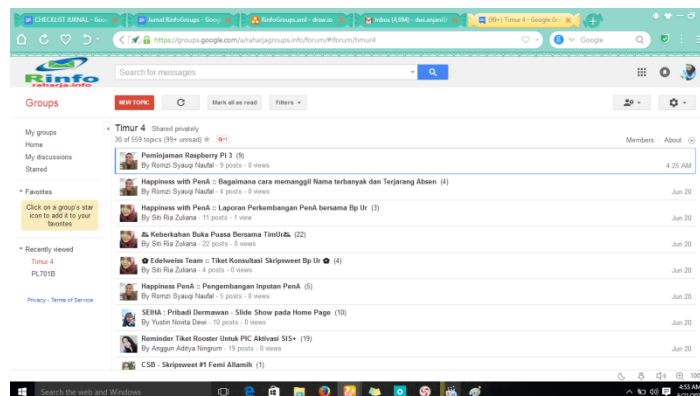 CHECKLIST JURNAL - Goo
Jurnal RinfoGroups - Goog
RinfoGroups.xml - draw.io
Inbox (4,694) - dwi.anjani@
(99+) Timur 4 - Google Gr
https://groups.google.com/a/raharjagroups.info/forum/#!forum/timur4
Google
Rinfo
raharja.info
Search for messages
Groups
NEW TOPIC
Mark all as read
Filters
My groups
Home
My discussions
Starred
Favorites
Click on a group's star
icon to add it to your
favorites
Recently viewed
Timur 4
PL701B
Privacy - Terms of Service
Timur 4 Shared privately
30 of 559 topics (99+ unread) G+1
Members · About
Peminjaman Raspberry Pi 3 (9)
By Romzi Syauqi Naufal - 9 posts - 0 views
4:25 AM
Happiness with PenA :: Bagaimana cara memanggil Nama terbanyak dan Terjarang Absen (4)
By Romzi Syauqi Naufal - 4 posts - 0 views
Jun 20
Happiness with PenA :: Laporan Perkembangan PenA bersama Bp Ur (3)
By Siti Ria Zuliana - 11 posts - 1 view
Jun 20
Keberkahan Buka Puasa Bersama TimUr (22)
By Siti Ria Zuliana - 22 posts - 0 views
Jun 20
Edelweiss Team :: Tiket Konsultasi Skripsweet Bp Ur (4)
By Siti Ria Zuliana - 4 posts - 0 views
Jun 20
Happiness PenA :: Pengembangan Inputan PenA (5)
By Romzi Syauqi Naufal - 5 posts - 0 views
Jun 20
SEIHA : Pribadi Dermawan - Slide Show pada Home Page (10)
By Yustin Novita Dewi - 10 posts - 0 views
Jun 20
Reminder Tiket Rooster Untuk PIC Aktivasi SIS+ (19)
By Anggun Aditya Ningrum - 19 posts - 0 views
Jun 20
CSB - Skripsweet #1 Femi Allamih (1)
100
Search the web and Windows
4:53 AM